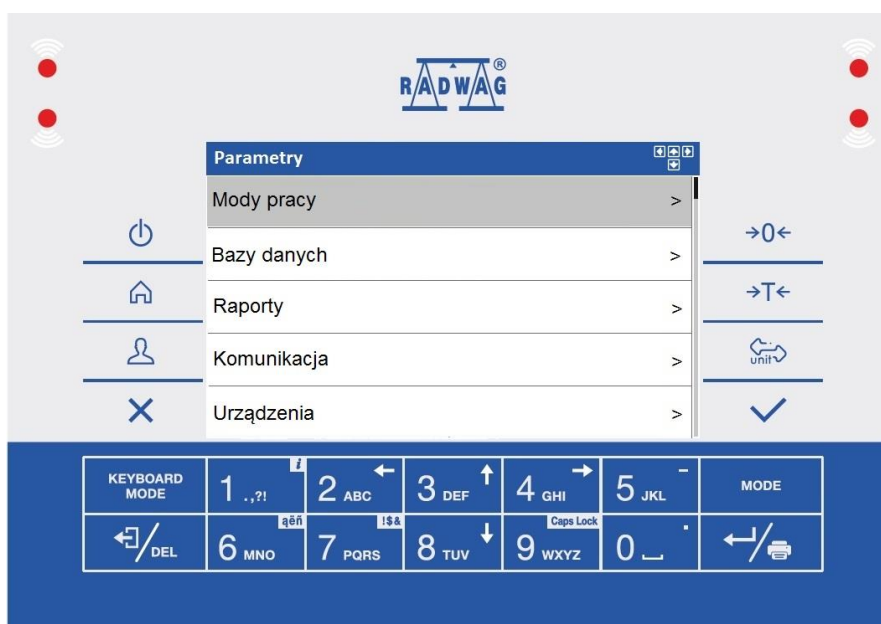 RADWAG®
Parametry
Mody pracy >
Bazy danych >
Raporty >
Komunikacja >
Urządzenia >
→0←
→T←
unit
KEYBOARD
MODE
1 .,?! i
2 ABC ←
3 DEF ↑
4 GHI →
5 JKL -
MODE
/DEL
6 MNO ąëñ
7 PQRS !$&
8 TUV ↓
9 WXYZ Caps Lock
0 .